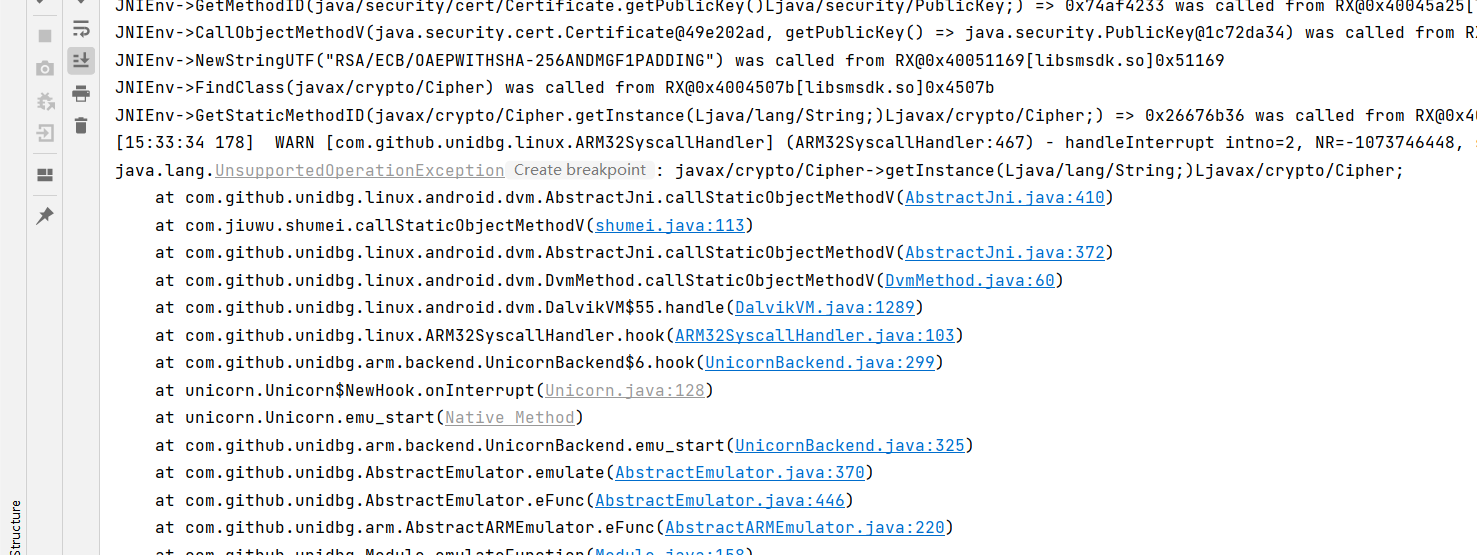 JNIEnv->GetMethodID(java/security/cert/Certificate.getPublicKey()Ljava/security/PublicKey;) => 0x74af4233 was called from RX@0x40045a25[
JNIEnv->CallObjectMethodV(java.security.cert.Certificate@49e202ad, getPublicKey() => java.security.PublicKey@1c72da34) was called from R
JNIEnv->NewStringUTF("RSA/ECB/OAEPWITHSHA-256ANDMGF1PADDING") was called from RX@0x40051169[libsmsdk.so]0x51169
JNIEnv->FindClass(javax/crypto/Cipher) was called from RX@0x4004507b[libsmsdk.so]0x4507b
JNIEnv->GetStaticMethodID(javax/crypto/Cipher.getInstance(Ljava/lang/String;)Ljavax/crypto/Cipher;) => 0x26676b36 was called from RX@0x4
[15:33:34 178]  WARN [com.github.unidbg.linux.ARM32SyscallHandler] (ARM32SyscallHandler:467) - handleInterrupt intno=2, NR=-1073746448,
java.lang.UnsupportedOperationException Create breakpoint : javax/crypto/Cipher->getInstance(Ljava/lang/String;)Ljavax/crypto/Cipher;
at com.github.unidbg.linux.android.dvm.AbstractJni.callStaticObjectMethodV(AbstractJni.java:410)
at com.jiuwu.shumei.callStaticObjectMethodV(shumei.java:113)
at com.github.unidbg.linux.android.dvm.AbstractJni.callStaticObjectMethodV(AbstractJni.java:372)
at com.github.unidbg.linux.android.dvm.DvmMethod.callStaticObjectMethodV(DvmMethod.java:60)
at com.github.unidbg.linux.android.dvm.DalvikVM$55.handle(DalvikVM.java:1289)
at com.github.unidbg.linux.ARM32SyscallHandler.hook(ARM32SyscallHandler.java:103)
at com.github.unidbg.arm.backend.UnicornBackend$6.hook(UnicornBackend.java:299)
at unicorn.Unicorn$NewHook.onInterrupt(Unicorn.java:128)
at unicorn.Unicorn.emu_start(Native Method)
at com.github.unidbg.arm.backend.UnicornBackend.emu_start(UnicornBackend.java:325)
at com.github.unidbg.AbstractEmulator.emulate(AbstractEmulator.java:370)
at com.github.unidbg.AbstractEmulator.eFunc(AbstractEmulator.java:446)
at com.github.unidbg.arm.AbstractARMEmulator.eFunc(AbstractARMEmulator.java:220)
at com.github.unidbg.Module.emulateFunction(Module.java:158)
Structure